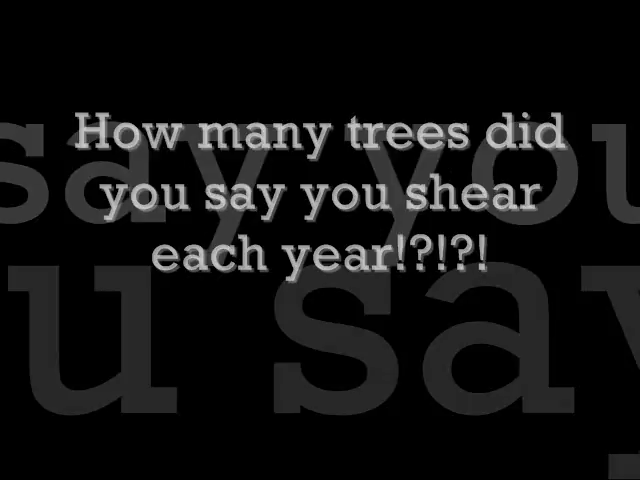 How many trees did
you say you shear
each year!?!?!
say you
u say